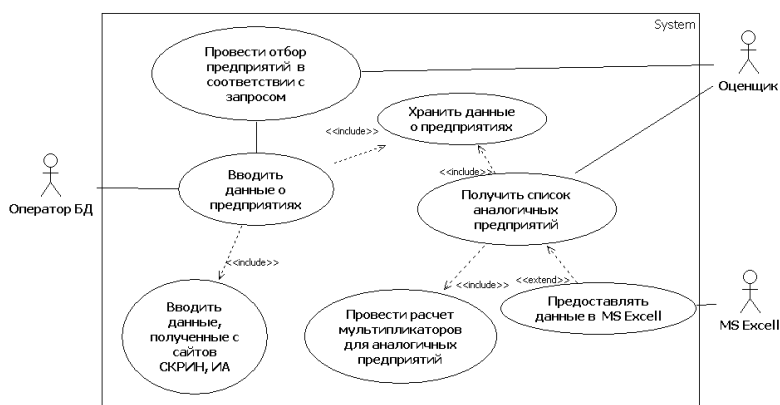 System
Провести отбор
предприятий в
соответствии с
запросом
Оценщик
Хранить данные
о предприятиях
<<include>>
Вводить
данные о
предприятиях
Оператор БД
<<include>>
Получить список
аналогичных
предприятий
<<include>>
<<include>>
<<extend>>
Вводить
данные,
полученные с
сайтов
СКРИН, ИА
Провести расчет
мультипликаторов
для аналогичных
предприятий
Предоставлять
данные в MS Excell
MS Excell